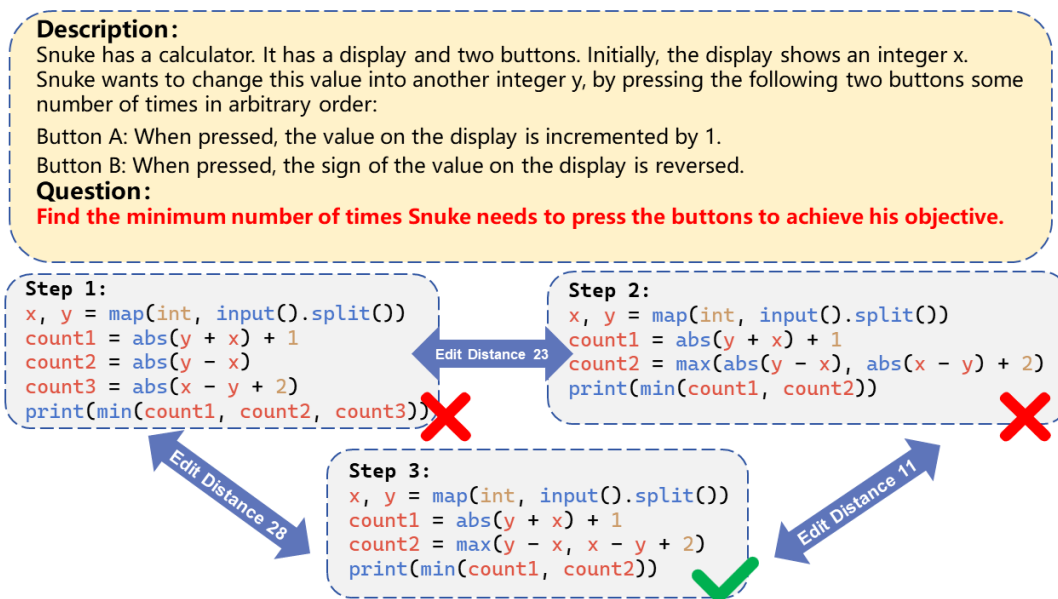 Description:
Snuke has a calculator. It has a display and two buttons. Initially, the display shows an integer x.
Snuke wants to change this value into another integer y, by pressing the following two buttons some
number of times in arbitrary order:
Button A: When pressed, the value on the display is incremented by 1.
Button B: When pressed, the sign of the value on the display is reversed.
Question:
Find the minimum number of times Snuke needs to press the buttons to achieve his objective.
Step 1:
x, y = map(int, input().split())
count1 = abs(y + x) + 1
count2 = abs(y - x)
count3 = abs(x - y + 2)
print(min(count1, count2, count3))
Edit Distance 23
Step 2:
x, y = map(int, input().split())
count1 = abs(y + x) + 1
count2 = max(abs(y - x), abs(x - y) + 2)
print(min(count1, count2))
Edit Distance 28
Step 3:
x, y = map(int, input().split())
count1 = abs(y + x) + 1
count2 = max(y - x, x - y + 2)
print(min(count1, count2))
Edit Distance 11